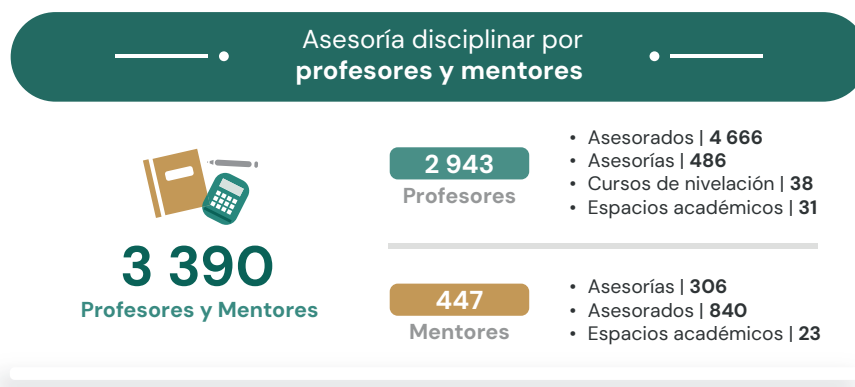 Asesoría disciplinar por
profesores y mentores
3 390
Profesores y Mentores
2 943
Profesores
• Asesorados | 4 666
• Asesorías | 486
• Cursos de nivelación | 38
• Espacios académicos | 31
447
Mentores
• Asesorías | 306
• Asesorados | 840
• Espacios académicos | 23